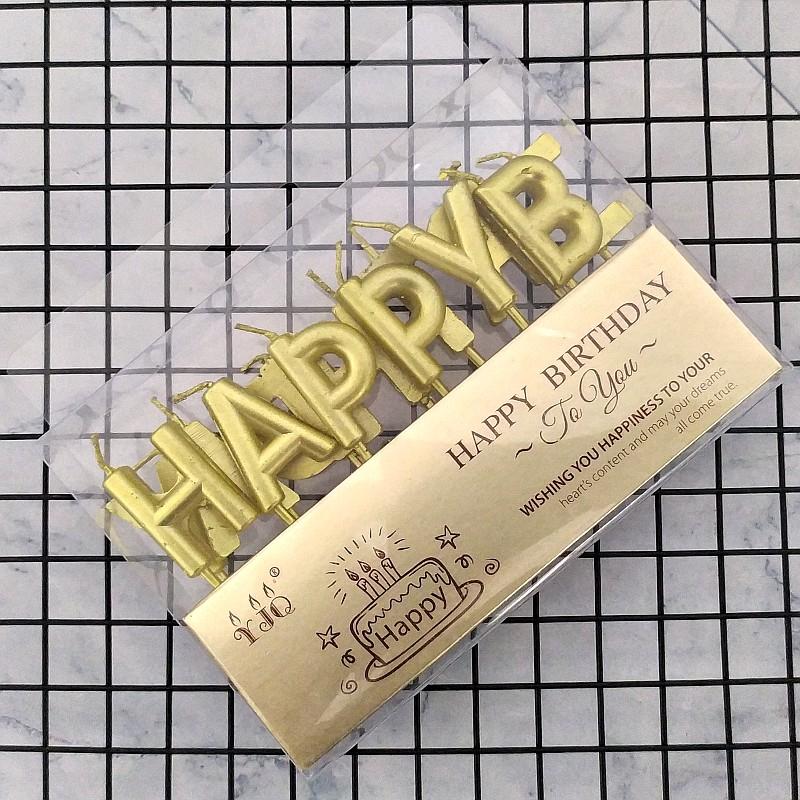 HAPPYB
HAPPY BIRTHDAY
~ To You ~
WISHING YOU HAPPINESS TO YOUR
heart's content and may your dreams
all come true.
YJQ®
Happy